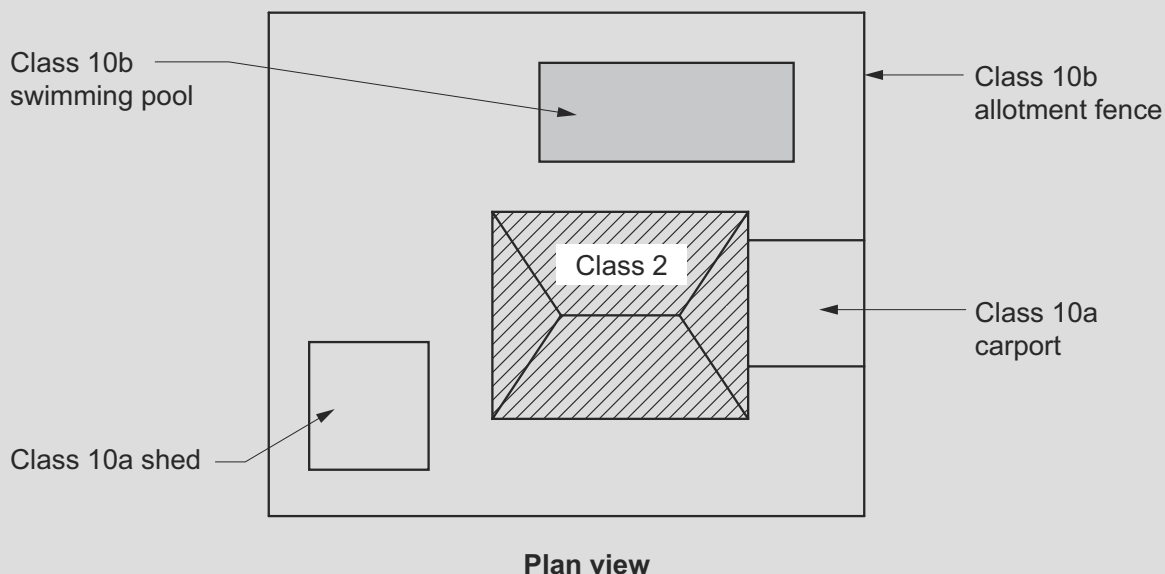 Class 10b
swimming pool
Class 10b
allotment fence
Class 2
Class 10a
carport
Class 10a shed
Plan view